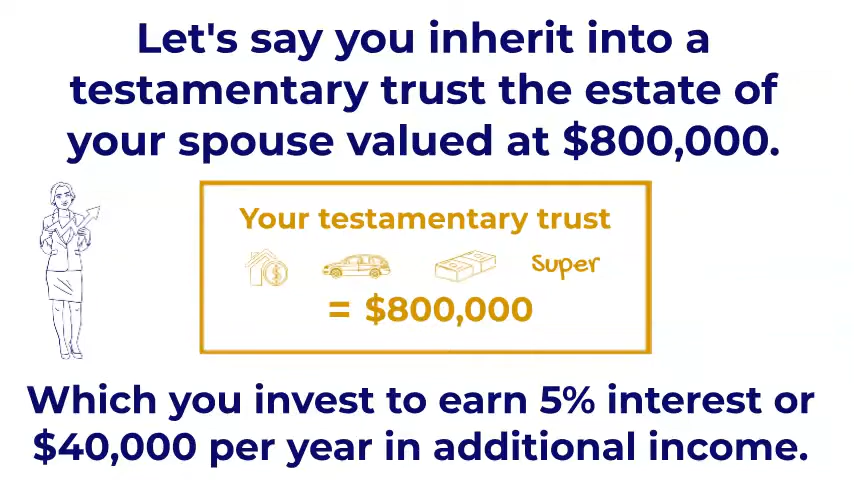 Let's say you inherit into a
testamentary trust the estate of
your spouse valued at $800,000.
Your testamentary trust
$
Super
= $800,000
Which you invest to earn 5% interest or
$40,000 per year in additional income.